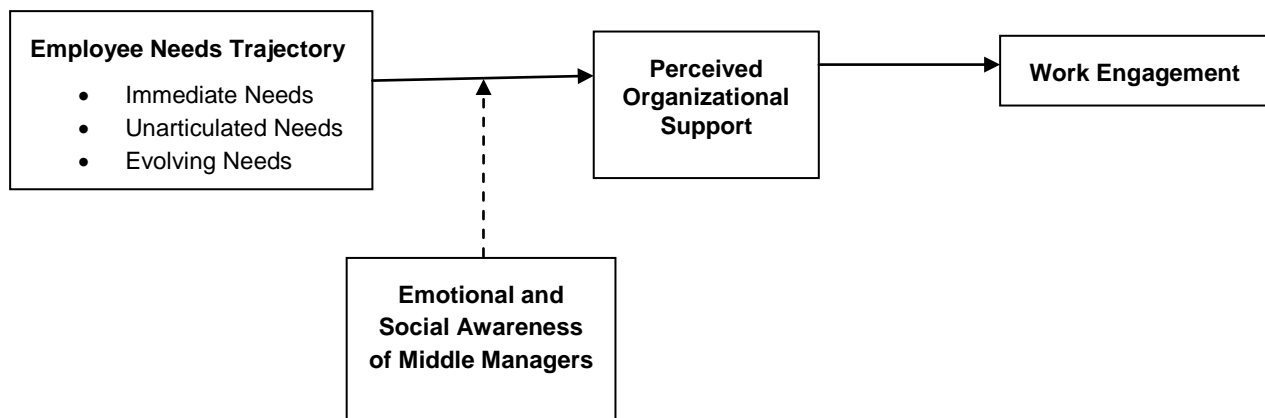 Employee Needs Trajectory
• Immediate Needs
• Unarticulated Needs
• Evolving Needs
Perceived
Organizational
Support
Work Engagement
Emotional and
Social Awareness
of Middle Managers